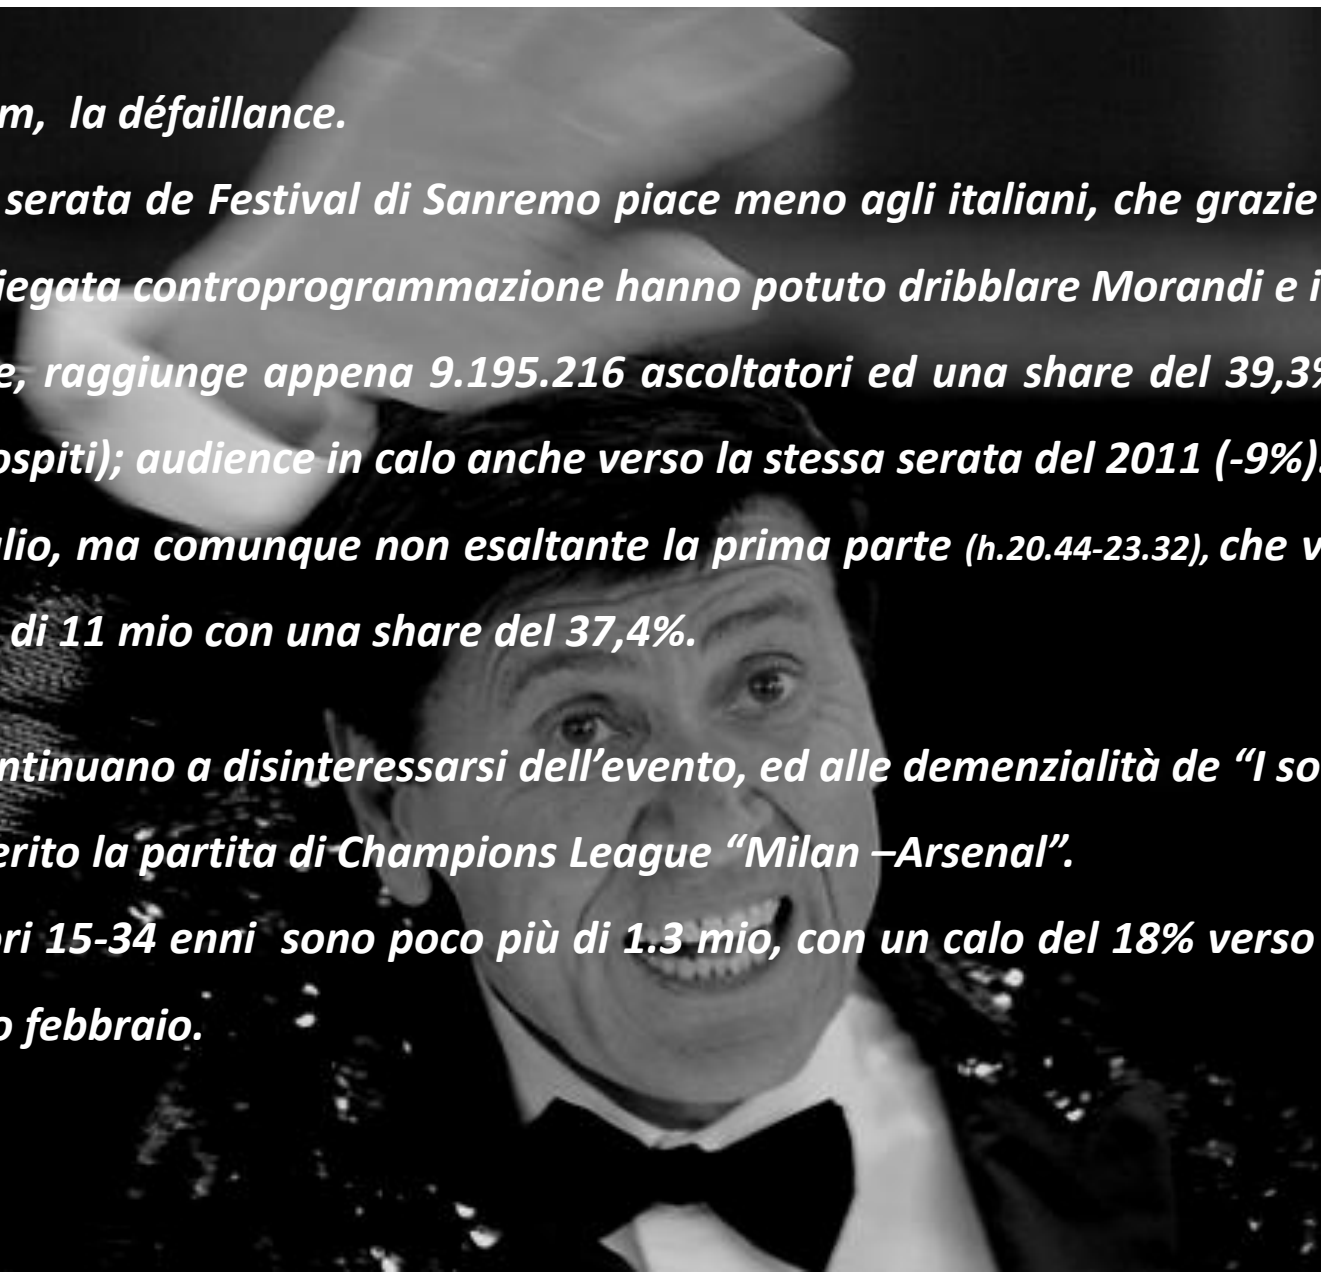 m, la défaillance.
serata de Festival di Sanremo piace meno agli italiani, che grazie
iegata controprogrammazione hanno potuto dribblare Morandi e i
e, raggiunge appena 9.195.216 ascoltatori ed una share del 39,3%
ospiti); audience in calo anche verso la stessa serata del 2011 (-9%).
lio, ma comunque non esaltante la prima parte (h.20.44-23.32), che v
di 11 mio con una share del 37,4%.
ntinuano a disinteressarsi dell’evento, ed alle demenzialità de “I so
erito la partita di Champions League “Milan –Arsenal”.
ori 15-34 enni sono poco più di 1.3 mio, con un calo del 18% verso
o febbraio.